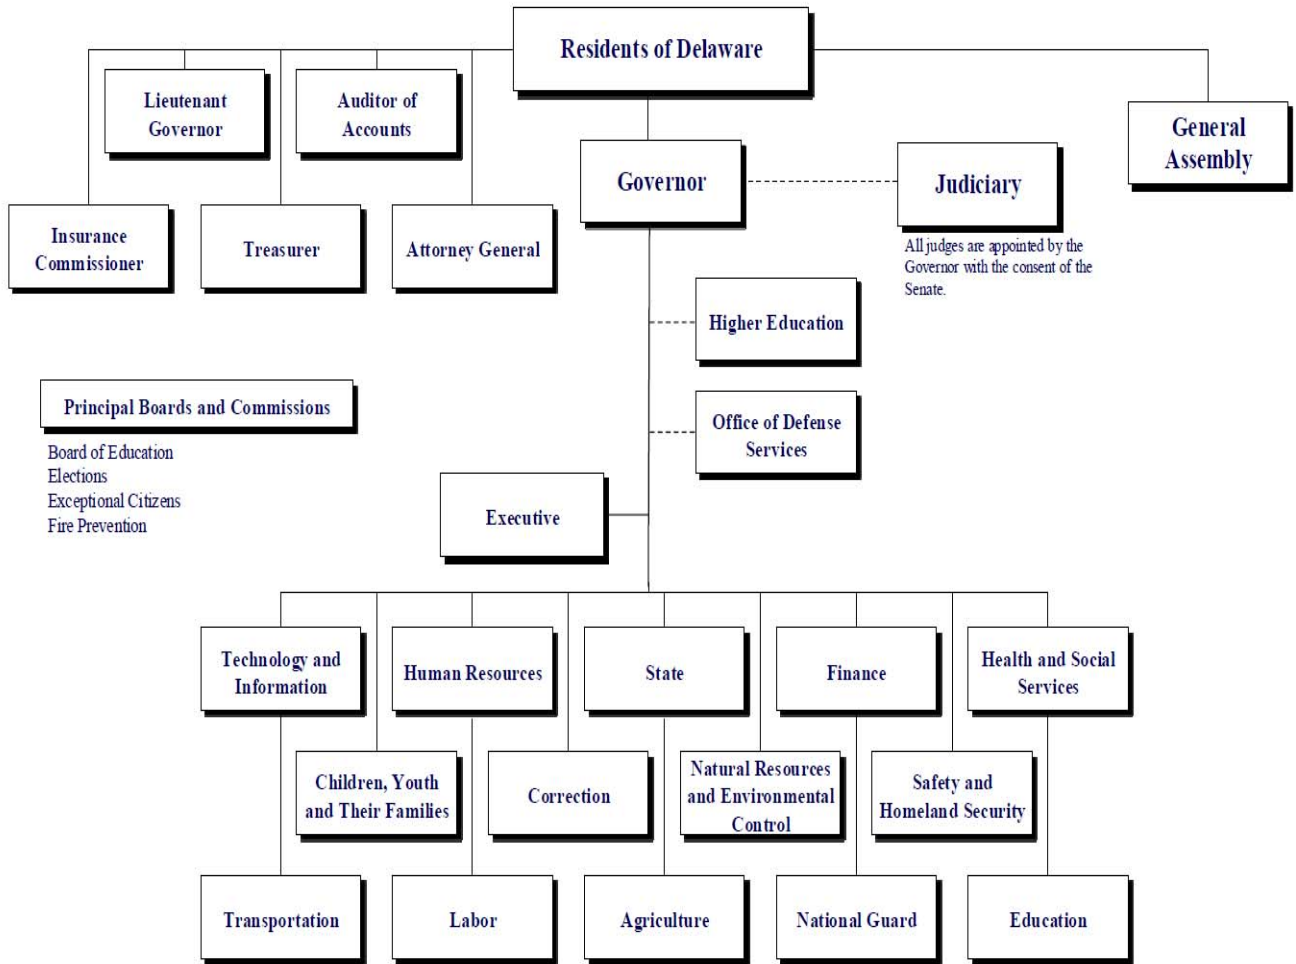 Residents of Delaware
Lieutenant
Governor
Auditor of
Accounts
General
Assembly
Governor
Judiciary
All judges are appointed by the
Governor with the consent of the
Senate.
Insurance
Commissioner
Treasurer
Attorney General
Higher Education
Principal Boards and Commissions
Board of Education
Elections
Exceptional Citizens
Fire Prevention
Office of Defense
Services
Executive
Technology and
Information
Human Resources
State
Finance
Health and Social
Services
Children, Youth
and Their Families
Correction
Natural Resources
and Environmental
Control
Safety and
Homeland Security
Transportation
Labor
Agriculture
National Guard
Education